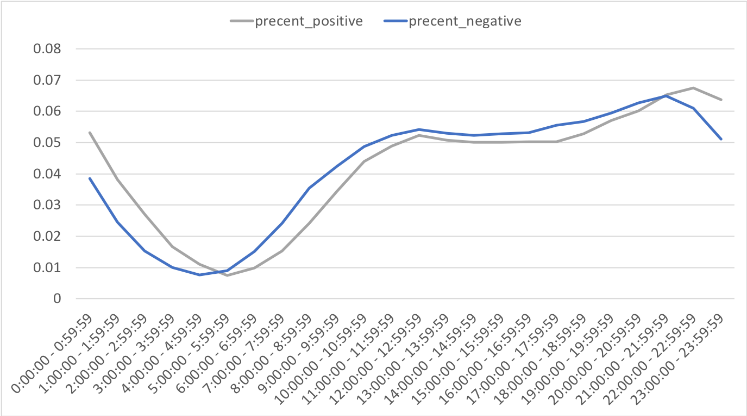 precent_positive precent_negative
0.08
0.07
0.06
0.05
0.04
0.03
0.02
0.01
0
0:00:00 - 0:59:59
1:00:00 - 1:59:59
2:00:00 - 2:59:59
3:00:00 - 3:59:59
4:00:00 - 4:59:59
5:00:00 - 5:59:59
6:00:00 - 6:59:59
7:00:00 - 7:59:59
8:00:00 - 8:59:59
9:00:00 - 9:59:59
10:00:00 - 10:59:59
11:00:00 - 11:59:59
12:00:00 - 12:59:59
13:00:00 - 13:59:59
14:00:00 - 14:59:59
15:00:00 - 15:59:59
16:00:00 - 16:59:59
17:00:00 - 17:59:59
18:00:00 - 18:59:59
19:00:00 - 19:59:59
20:00:00 - 20:59:59
21:00:00 - 21:59:59
22:00:00 - 22:59:59
23:00:00 - 23:59:59